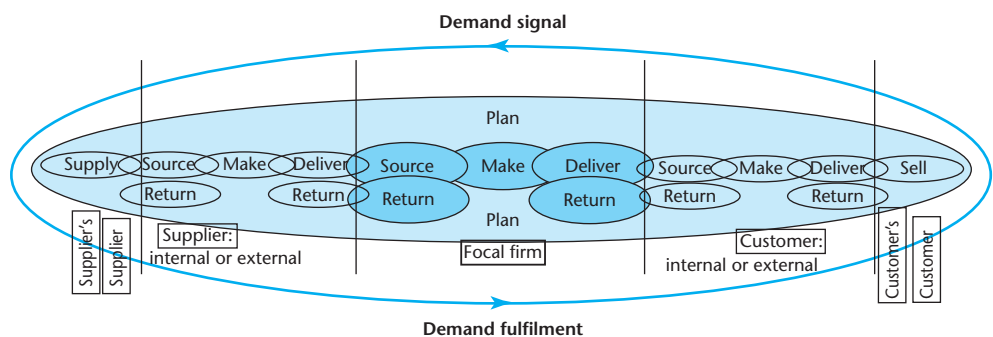 Demand signal
Plan
Supply Source Make Deliver Source Make Deliver Source Make Deliver Sell
Return Return Return Return Return Return
Plan
Supplier's
Supplier
Supplier:
internal or external
Focal firm
Customer:
internal or external
Customer's
Customer
Demand fulfilment